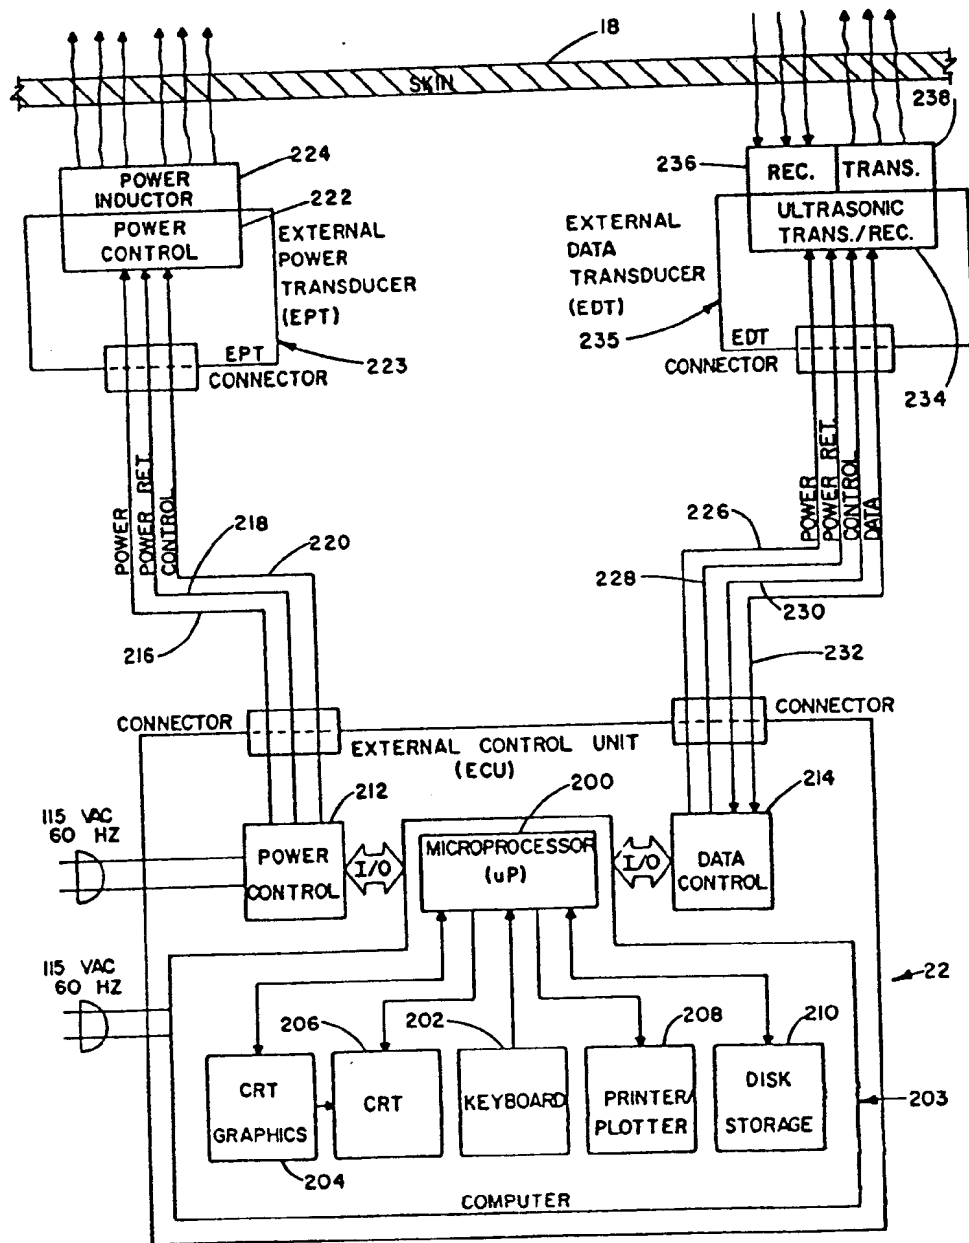 18
SKIN
238
224
236
REC.
TRANS.
POWER
INDUCTOR
222
POWER
CONTROL
EXTERNAL
POWER
TRANSDUCER
(EPT)
EXTERNAL
DATA
TRANSDUCER
(EDT)
235
ULTRASONIC
TRANS./REC.
EPT
CONNECTOR
223
EDT
CONNECTOR
234
POWER
POWER RET.
CONTROL
218
220
216
POWER
POWER RET.
CONTROL
DATA
226
228
230
232
CONNECTOR
CONNECTOR
EXTERNAL CONTROL UNIT
(ECU)
212
200
214
115 VAC
60 HZ
POWER
CONTROL
I/O
MICROPROCESSOR
(uP)
I/O
DATA
CONTROL
115 VAC
60 HZ
22
206
202
208
210
CRT
GRAPHICS
CRT
KEYBOARD
PRINTER/
PLOTTER
DISK
STORAGE
203
204
COMPUTER